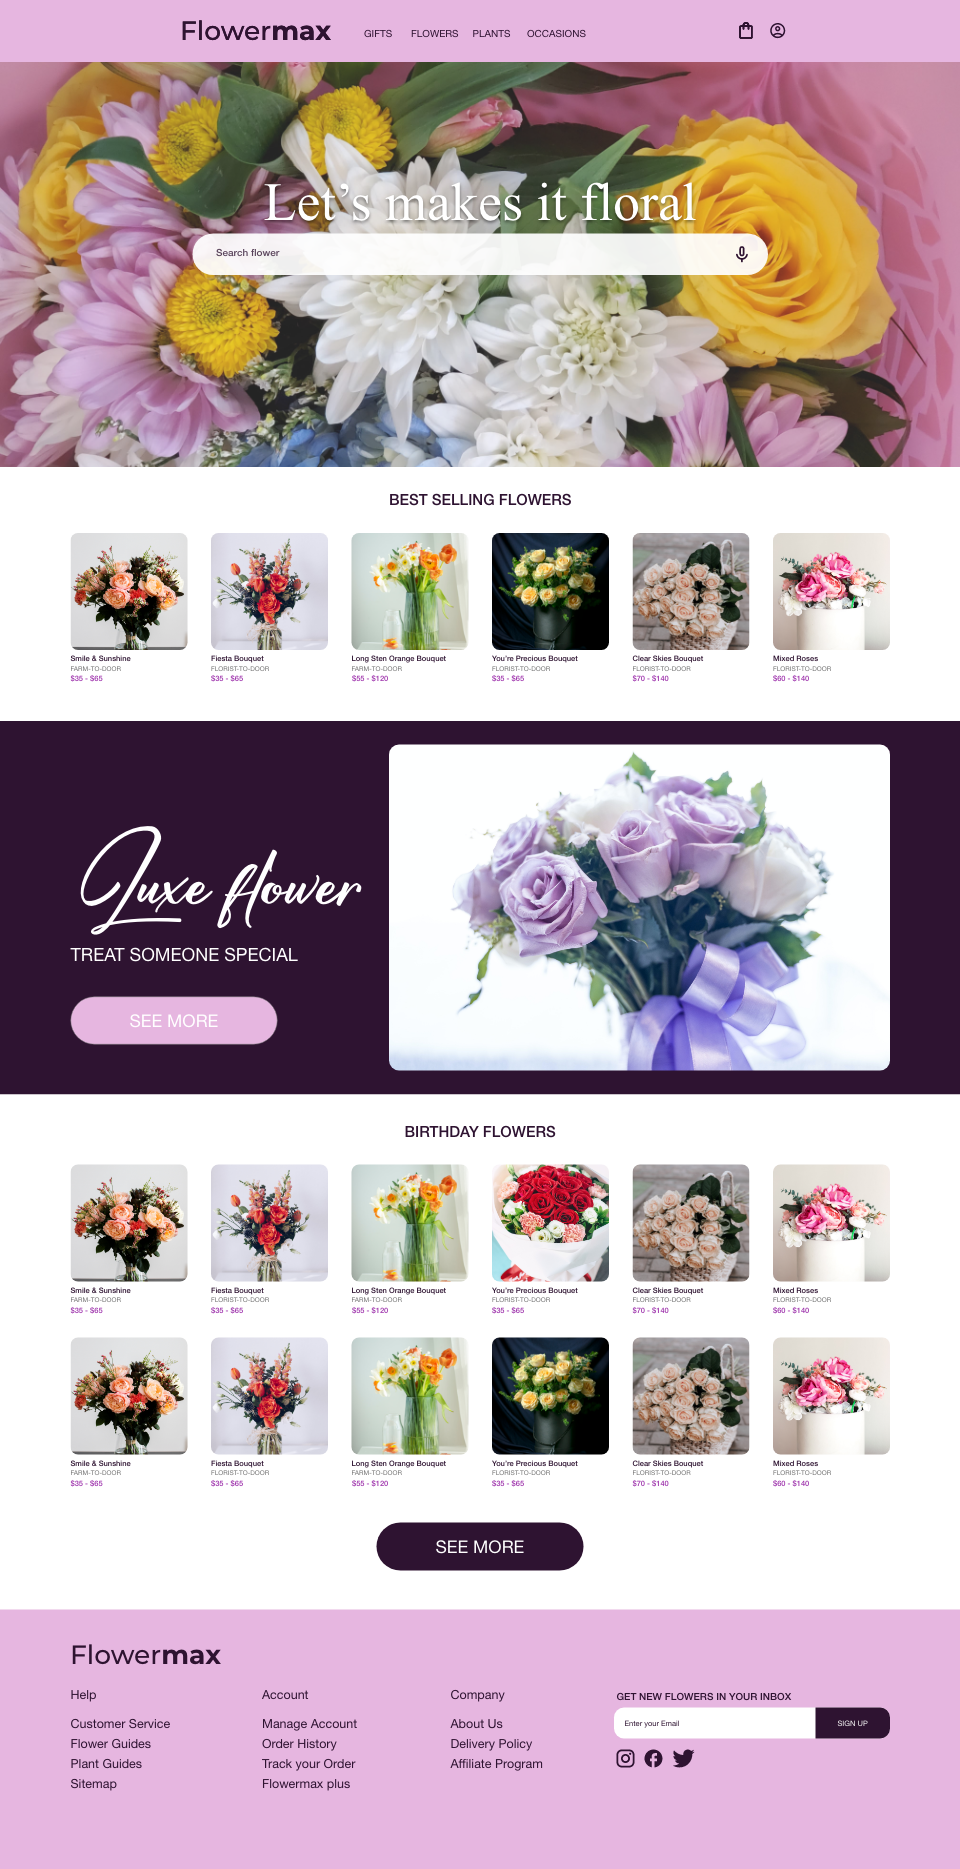 Flowermax
GIFTS FLOWERS PLANTS OCCASIONS
Let's makes it floral
Search flower
BEST SELLING FLOWERS
Smile & Sunshine
FARM-TO-DOOR
$35 - $65
Fiesta Bouquet
FLORIST-TO-DOOR
$35 - $65
Long Sten Orange Bouquet
FARM-TO-DOOR
$55 - $120
You're Precious Bouquet
FLORIST-TO-DOOR
$35 - $65
Clear Skies Bouquet
FLORIST-TO-DOOR
$70 - $140
Mixed Roses
FLORIST-TO-DOOR
$60 - $140
Luxe flower
TREAT SOMEONE SPECIAL
SEE MORE
BIRTHDAY FLOWERS
Smile & Sunshine
FARM-TO-DOOR
$35 - $65
Fiesta Bouquet
FLORIST-TO-DOOR
$35 - $65
Long Sten Orange Bouquet
FARM-TO-DOOR
$55 - $120
You're Precious Bouquet
FLORIST-TO-DOOR
$35 - $65
Clear Skies Bouquet
FLORIST-TO-DOOR
$70 - $140
Mixed Roses
FLORIST-TO-DOOR
$60 - $140
Smile & Sunshine
FARM-TO-DOOR
$35 - $65
Fiesta Bouquet
FLORIST-TO-DOOR
$35 - $65
Long Sten Orange Bouquet
FARM-TO-DOOR
$55 - $120
You're Precious Bouquet
FLORIST-TO-DOOR
$35 - $65
Clear Skies Bouquet
FLORIST-TO-DOOR
$70 - $140
Mixed Roses
FLORIST-TO-DOOR
$60 - $140
SEE MORE
Flowermax
Help
Customer Service
Flower Guides
Plant Guides
Sitemap
Account
Manage Account
Order History
Track your Order
Flowermax plus
Company
About Us
Delivery Policy
Affiliate Program
GET NEW FLOWERS IN YOUR INBOX
Enter your Email
SIGN UP